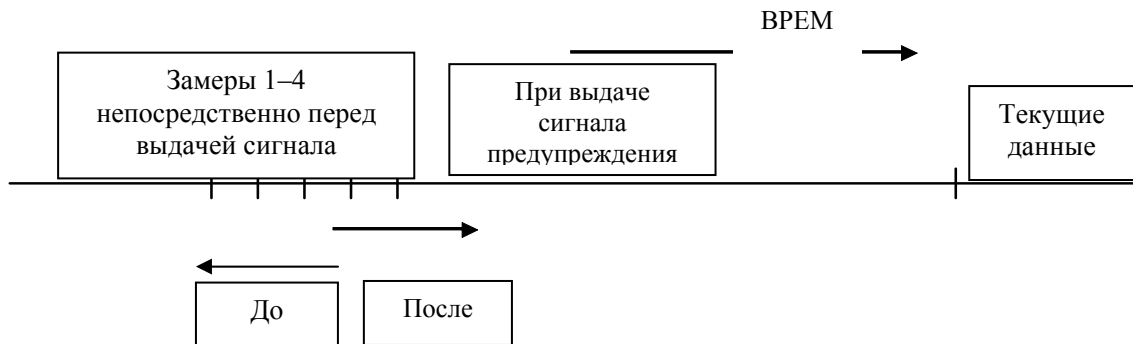 ВРЕМ
Замеры 1–4
непосредственно перед
выдачей сигнала
При выдаче
сигнала
предупреждения
Текущие
данные
До
После